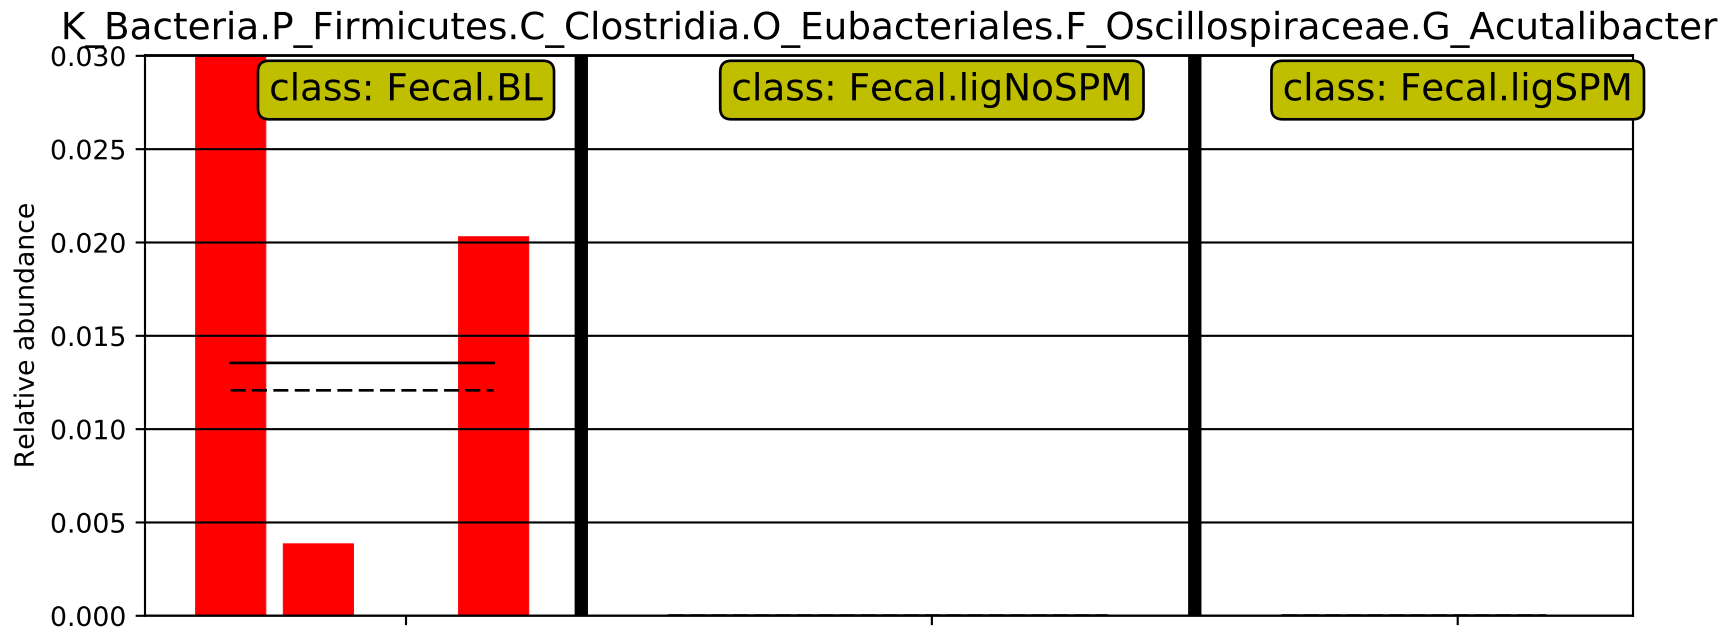 K_Bacteria.P_Firmicutes.C_Clostridia.O_Eubacteriales.F_Oscillospiraceae.G_Acutalibacter
0.030
class: Fecal.BL
class: Fecal.ligNoSPM
class: Fecal.ligSPM
0.025
0.020
0.015
0.010
0.005
0.000
Relative abundance